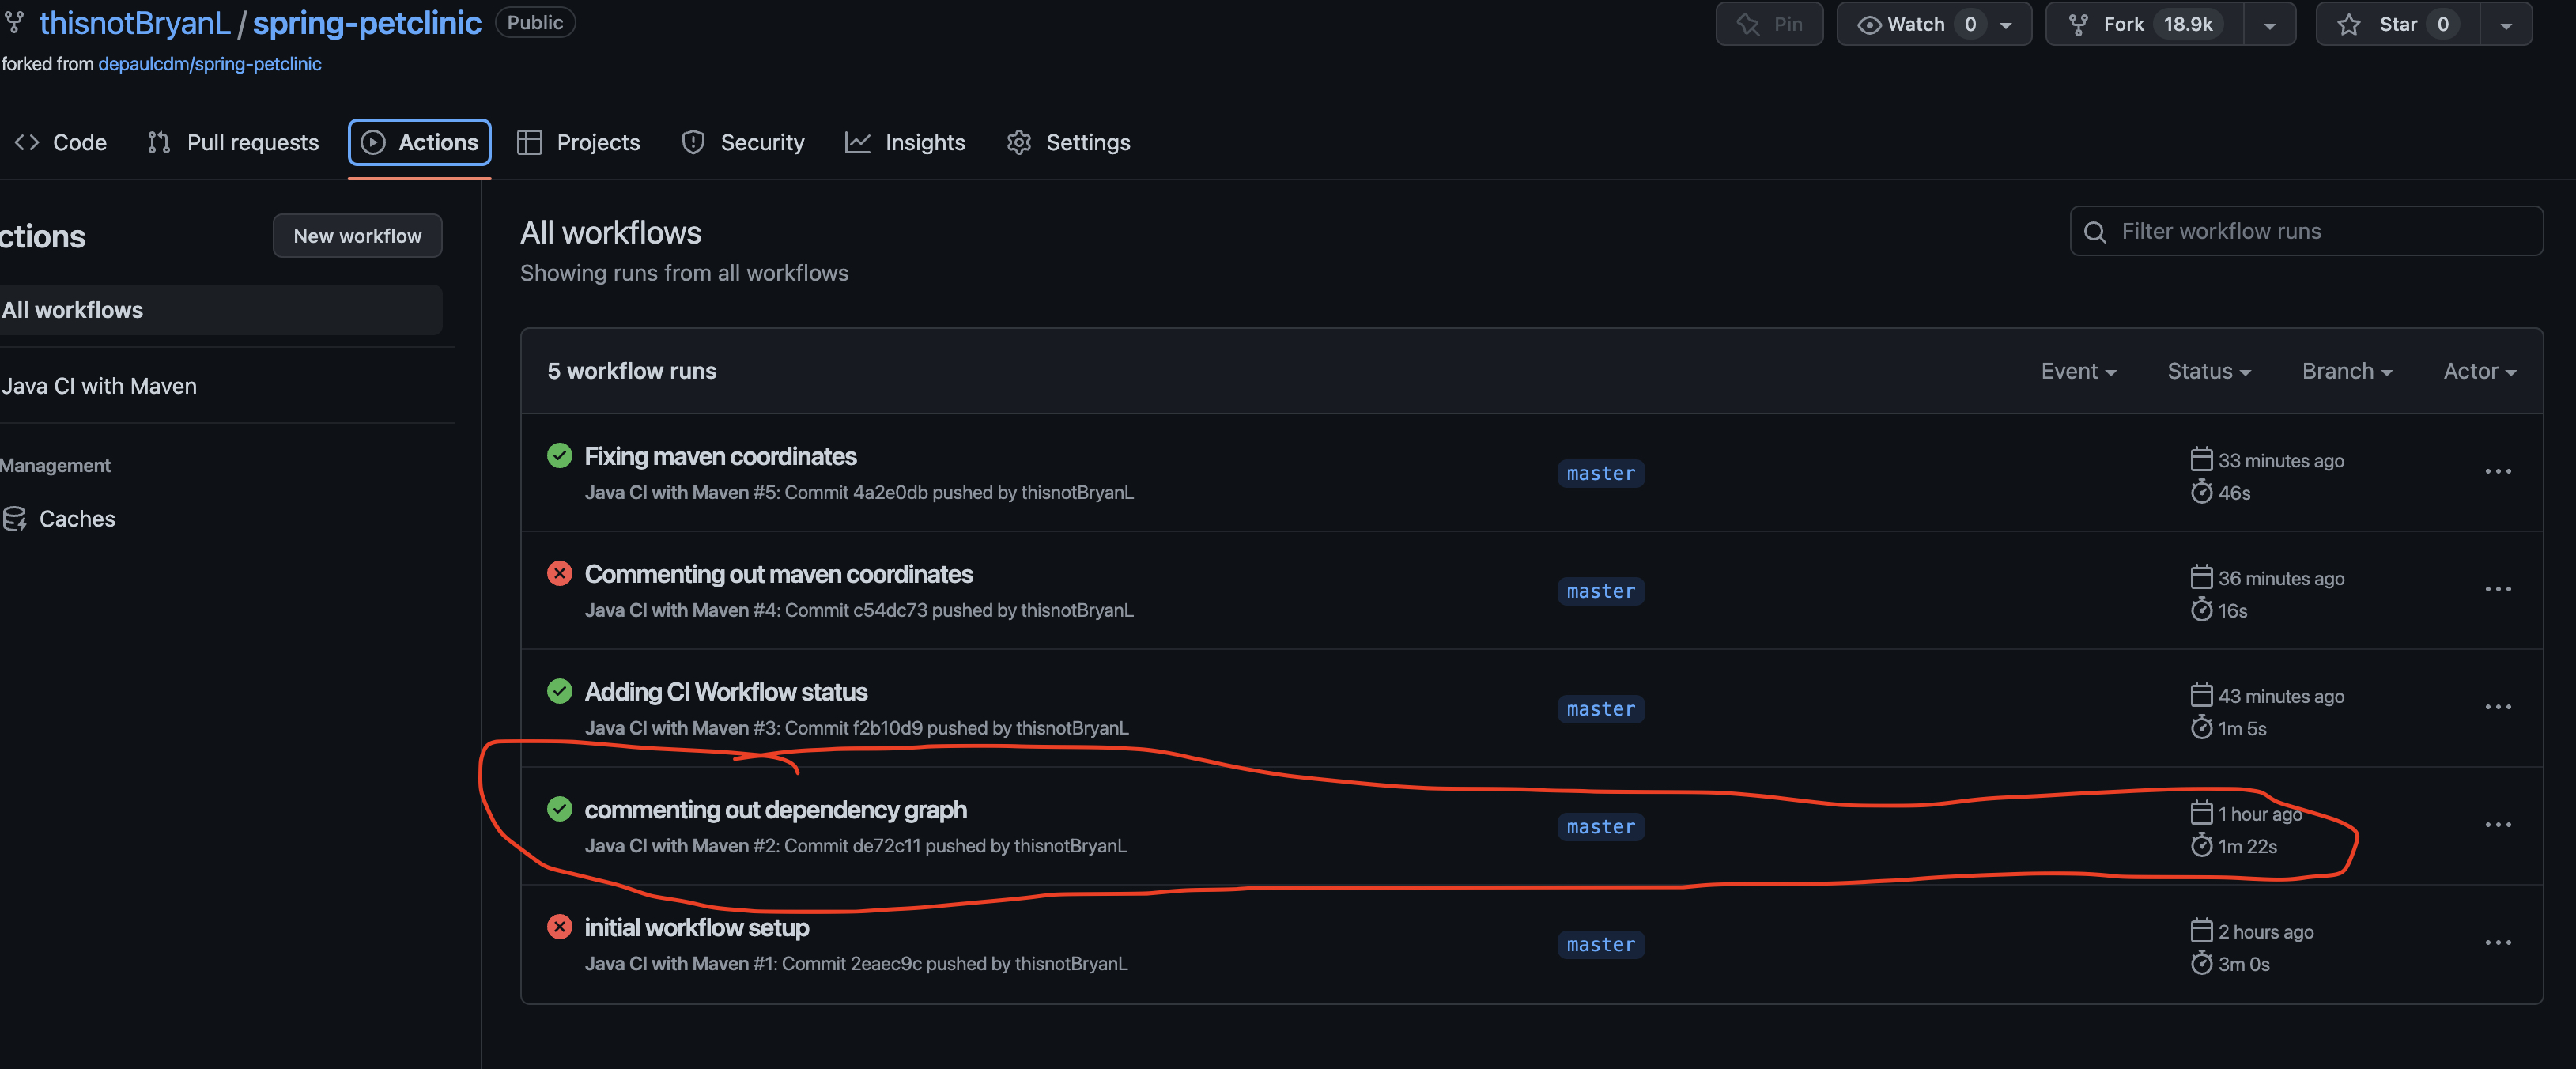 thisnotBryanL / spring-petclinic Public
Pin
Watch 0
Fork 18.9k
Star 0
forked from depaulcdm/spring-petclinic
Code
Pull requests
Actions
Projects
Security
Insights
Settings
ctions
New workflow
All workflows
Java CI with Maven
Management
Caches
All workflows
Showing runs from all workflows
Filter workflow runs
5 workflow runs
Event
Status
Branch
Actor
Fixing maven coordinates
Java CI with Maven #5: Commit 4a2e0db pushed by thisnotBryanL
master
33 minutes ago
46s
Commenting out maven coordinates
Java CI with Maven #4: Commit c54dc73 pushed by thisnotBryanL
master
36 minutes ago
16s
Adding CI Workflow status
Java CI with Maven #3: Commit f2b10d9 pushed by thisnotBryanL
master
43 minutes ago
1m 5s
commenting out dependency graph
Java CI with Maven #2: Commit de72c11 pushed by thisnotBryanL
master
1 hour ago
1m 22s
initial workflow setup
Java CI with Maven #1: Commit 2eaec9c pushed by thisnotBryanL
master
2 hours ago
3m 0s